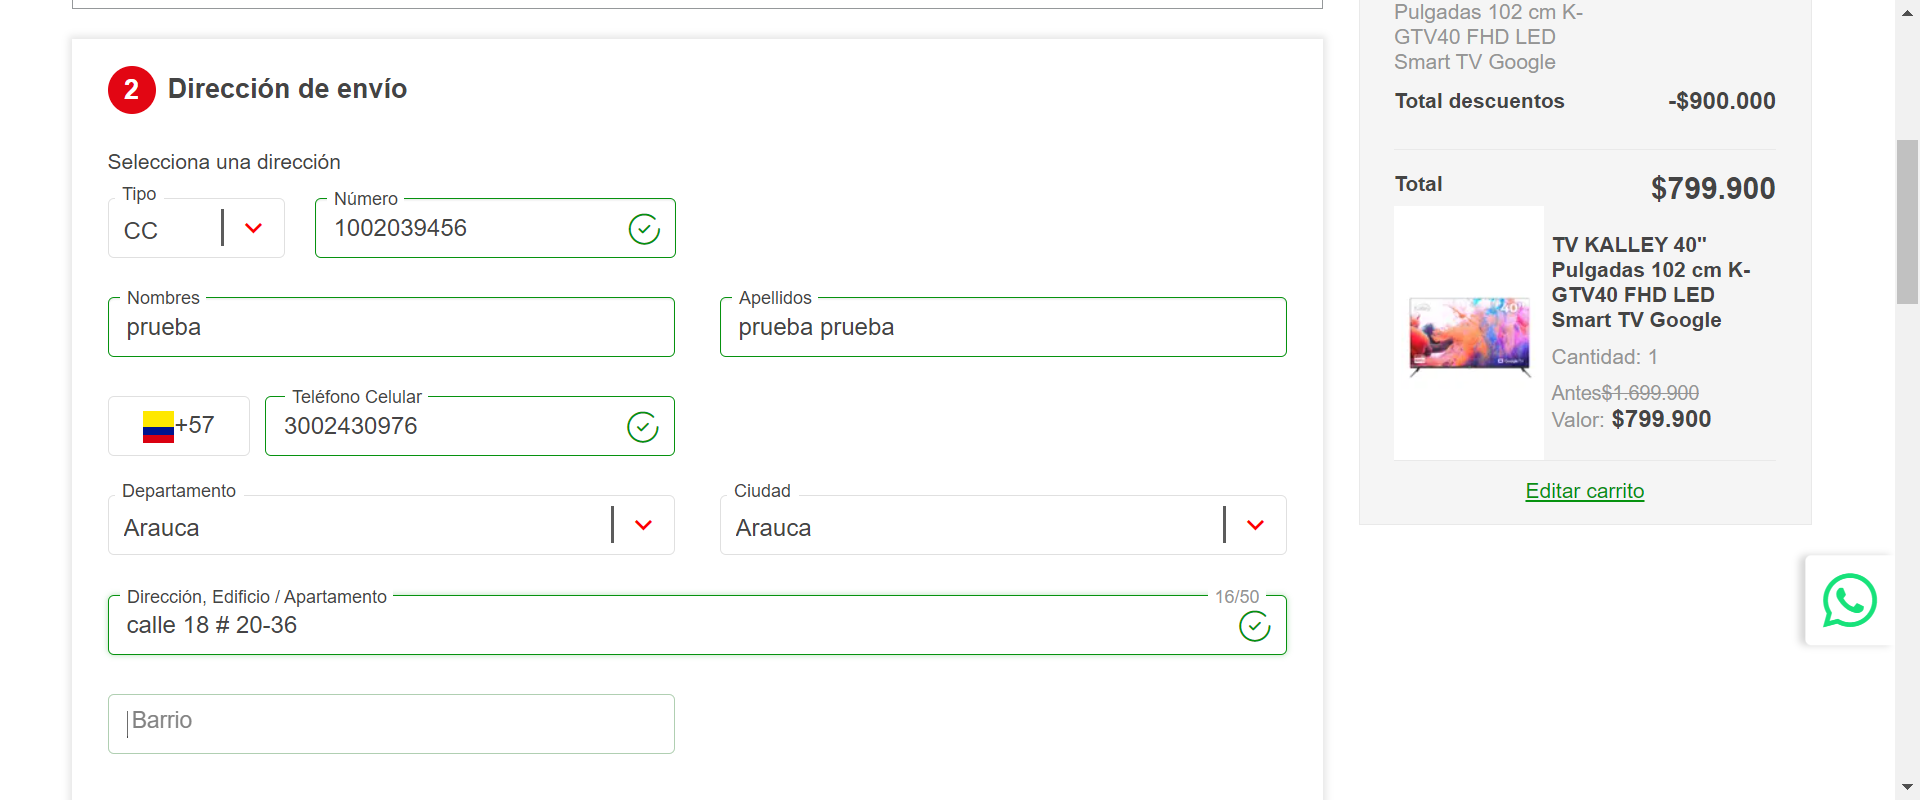 2 Dirección de envío
Selecciona una dirección
Tipo
CC
Número
1002039456
Nombres
prueba
Apellidos
prueba prueba
+57
Teléfono Celular
3002430976
Departamento
Arauca
Ciudad
Arauca
Dirección, Edificio / Apartamento
16/50
calle 18 # 20-36
Barrio
Pulgadas 102 cm K-
GTV40 FHD LED
Smart TV Google
Total descuentos -$900.000
Total $799.900
TV KALLEY 40"
Pulgadas 102 cm K-
GTV40 FHD LED
Smart TV Google
Cantidad: 1
Antes$1.699.900
Valor: $799.900
Editar carrito